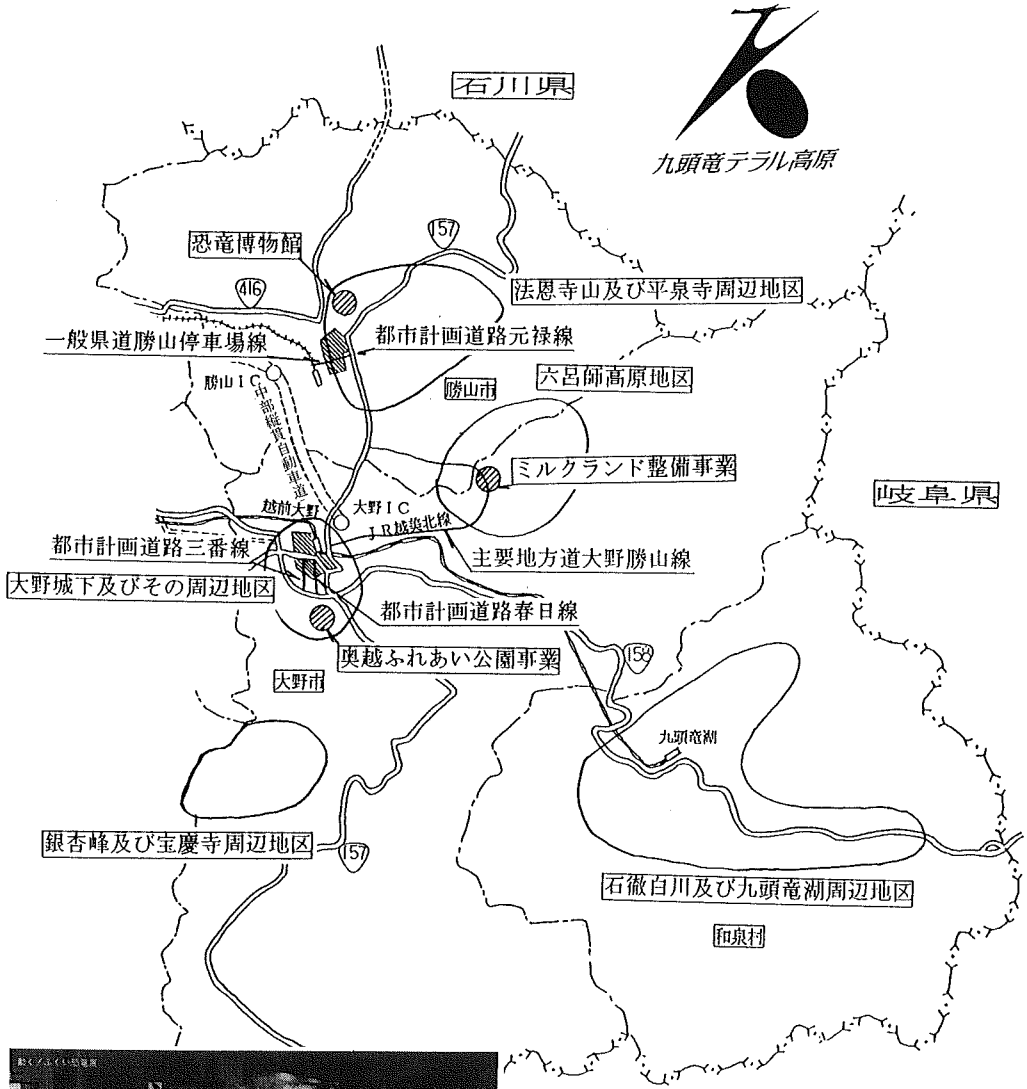 石川県
九頭竜テラル高原
恐竜博物館
157
416
法恩寺山及び平泉寺周辺地区
一般県道勝山停車場線
都市計画道路元禄線
勝山IC
勝山市
六呂師高原地区
中部縦貫自動車道
ミルクランド整備事業
岐阜県
越前大野
大野IC
JR越美北線
都市計画道路三番線
主要地方道大野勝山線
大野城下及びその周辺地区
都市計画道路春日線
奥越ふれあい公園事業
158
大野市
九頭竜湖
銀杏峰及び宝慶寺周辺地区
157
石徹白川及び九頭竜湖周辺地区
和泉村